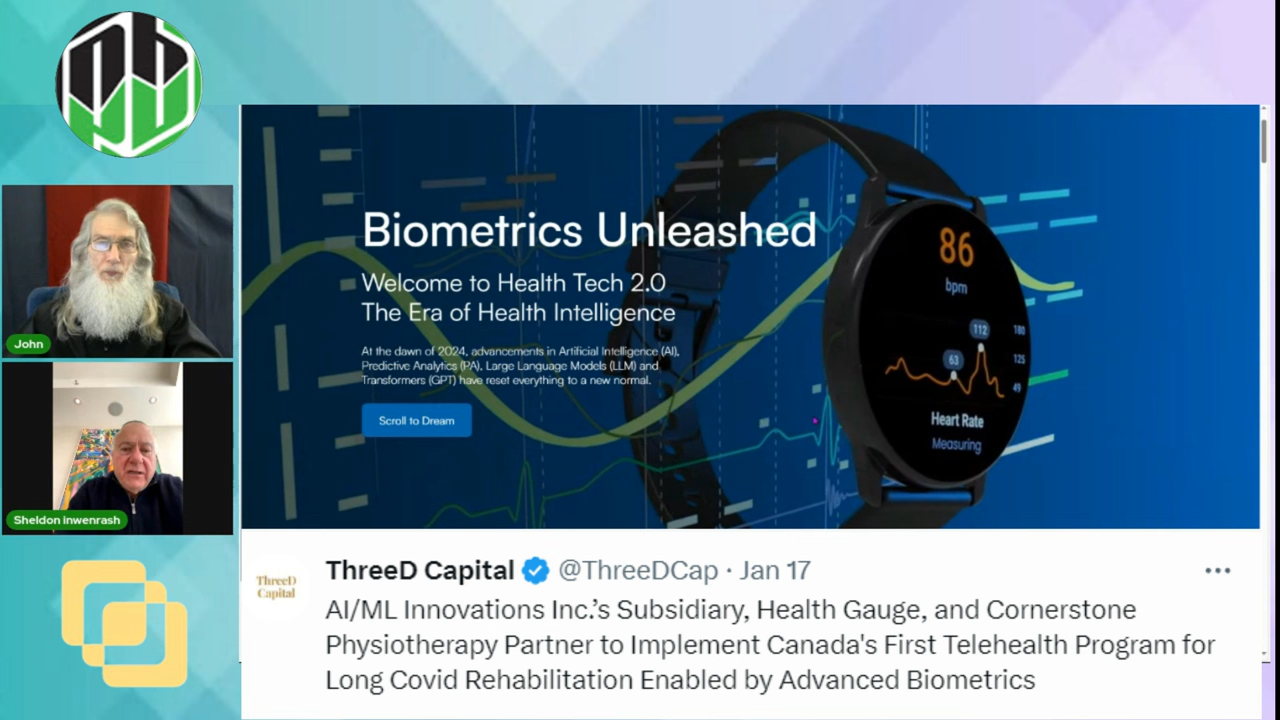 John
Sheldon Inwenrash
Biometrics Unleashed
Welcome to Health Tech 2.0
The Era of Health Intelligence
At the dawn of 2024, advancements in Artificial Intelligence (AI),
Predictive Analytics (PA), Large Language Models (LLM) and
Transformers (GPT) have reset everything to a new normal.
Scroll to Dream
86
bpm
112
180
63
125
49
Heart Rate
Measuring
ThreeD
Capital
ThreeD Capital @ThreeDCap · Jan 17
AI/ML Innovations Inc.’s Subsidiary, Health Gauge, and Cornerstone
Physiotherapy Partner to Implement Canada's First Telehealth Program for
Long Covid Rehabilitation Enabled by Advanced Biometrics